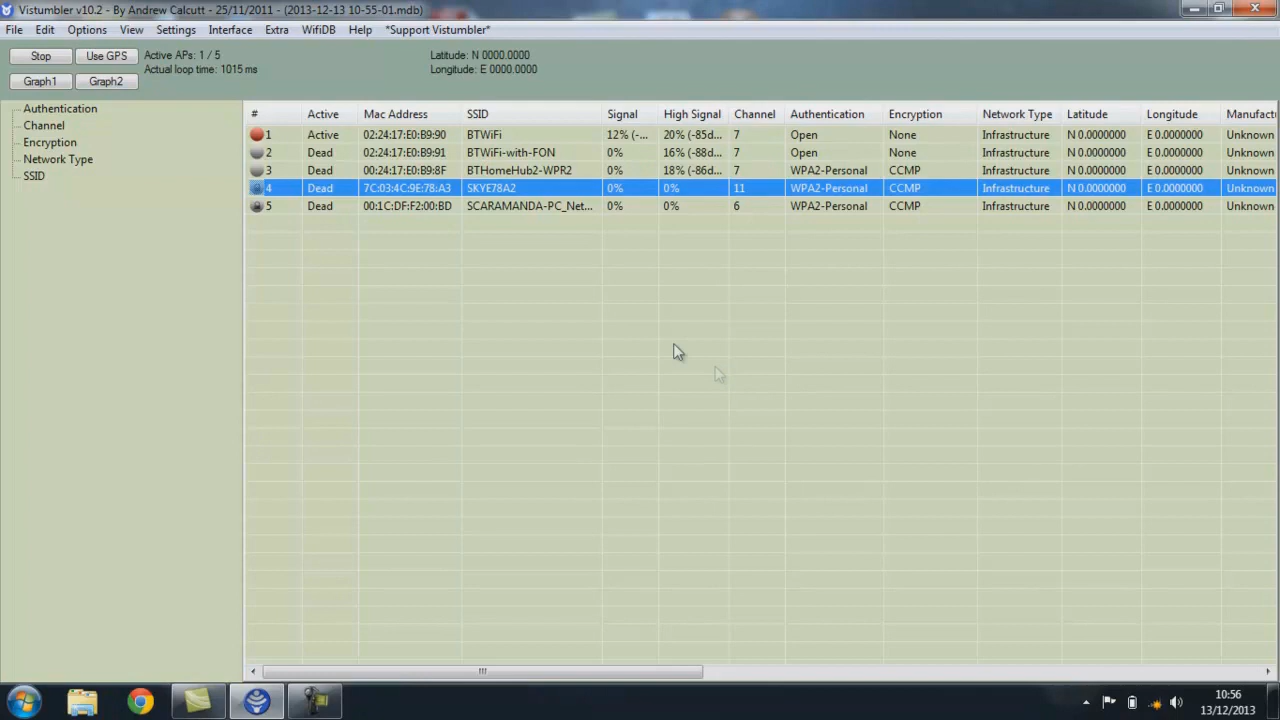 Vistumbler v10.2 - By Andrew Calcutt - 25/11/2011 - (2013-12-13 10-55-01.mdb)
File Edit Options View Settings Interface Extra WifiDB Help *Support Vistumbler*
Stop Use GPS Active APs: 1 / 5 Latitude: N 0000.0000
Actual loop time: 1015 ms Longitude: E 0000.0000
Graph1 Graph2
Authentication
Channel
Encryption
Network Type
SSID
# Active Mac Address SSID Signal High Signal Channel Authentication Encryption Network Type Latitude Longitude Manufact
1 Active 02:24:17:E0:B9:90 BTWiFi 12% (-... 20% (-85d... 7 Open None Infrastructure N 0.0000000 E 0.0000000 Unknown
2 Dead 02:24:17:E0:B9:91 BTWiFi-with-FON 0% 16% (-88d... 7 Open None Infrastructure N 0.0000000 E 0.0000000 Unknown
3 Dead 00:24:17:E0:B9:8F BTHomeHub2-WPR2 0% 18% (-86d... 7 WPA2-Personal CCMP Infrastructure N 0.0000000 E 0.0000000 Unknown
4 Dead 7C:03:4C:9E:78:A3 SKYE78A2 0% 0% 11 WPA2-Personal CCMP Infrastructure N 0.0000000 E 0.0000000 Unknown
5 Dead 00:1C:DF:F2:00:BD SCARAMANDA-PC_Net... 0% 0% 6 WPA2-Personal CCMP Infrastructure N 0.0000000 E 0.0000000 Unknown
10:56
13/12/2013